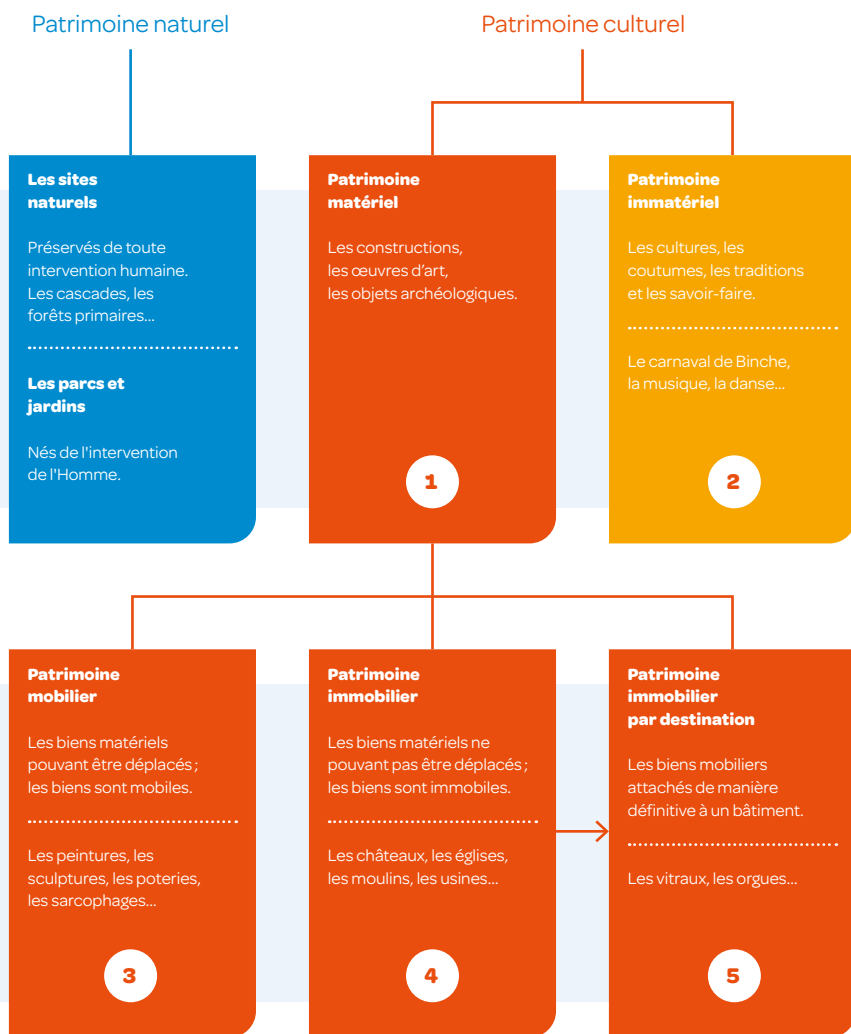 Patrimoine naturel
Patrimoine culturel
Les sites
naturels
Préservés de toute
intervention humaine.
Les cascades, les
forêts primaires...
Les parcs et
jardins
Nés de l'intervention
de l'Homme.
Patrimoine
matériel
Les constructions,
les œuvres d’art,
les objets archéologiques.
1
Patrimoine
immatériel
Les cultures, les
coutumes, les traditions
et les savoir-faire.
Le carnaval de Binche,
la musique, la danse...
2
Patrimoine
mobilier
Les biens matériels
pouvant être déplacés ;
les biens sont mobiles.
Les peintures, les
sculptures, les poteries,
les sarcophages...
3
Patrimoine
immobilier
Les biens matériels ne
pouvant pas être déplacés ;
les biens sont immobiles.
Les châteaux, les églises,
les moulins, les usines...
4
Patrimoine
immobilier
par destination
Les biens mobiliers
attachés de manière
définitive à un bâtiment.
Les vitraux, les orgues...
5